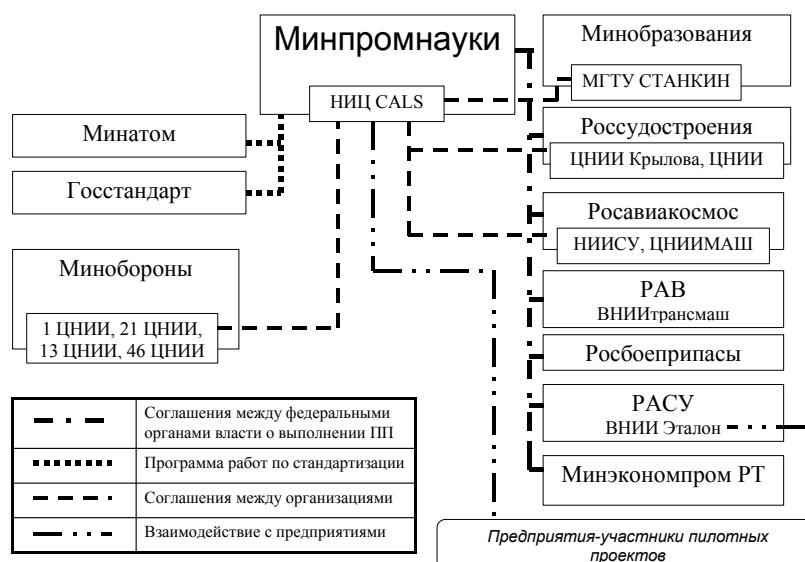 Минпромнауки
НИЦ CALS
Минобразования
МГТУ СТАНКИН
Минатом
Госстандарт
Россудостроения
ЦНИИ Крылова, ЦНИИ
Росавиакосмос
НИИСУ, ЦНИИМАШ
Минобороны
1 ЦНИИ, 21 ЦНИИ,
13 ЦНИИ, 46 ЦНИИ
РАВ
ВНИИтрансмаш
Росбоеприпасы
РАСУ
ВНИИ Эталон
Минэкономпром РТ
Соглашения между федеральными
органами власти о выполнении ПП
Программа работ по стандартизации
Соглашения между организациями
Взаимодействие с предприятиями
Предприятия-участники пилотных
проектов